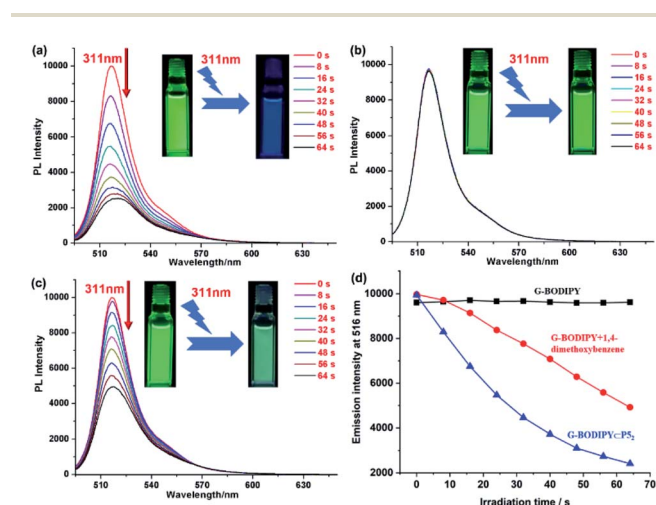 (a)
311nm
311nm
0 s
8 s
16 s
24 s
32 s
40 s
48 s
56 s
64 s
PL Intensity
10000
8000
6000
4000
2000
0
510
540
570
600
630
Wavelength/nm
(b)
311nm
0 s
8 s
16 s
24 s
32 s
40 s
48 s
56 s
64 s
PL Intensity
10000
8000
6000
4000
2000
0
510
540
570
600
630
Wavelength/nm
(c)
311nm
311nm
0 s
8 s
16 s
24 s
32 s
40 s
48 s
56 s
64 s
PL Intensity
10000
8000
6000
4000
2000
0
510
540
570
600
630
Wavelength/nm
(d)
G-BODIPY
G-BODIPY+1,4-
dimethoxybenzene
G-BODIPY⊂P5₂
Emission intensity at 516 nm
10000
8000
6000
4000
2000
0
10
20
30
40
50
60
70
Irradiation time / s